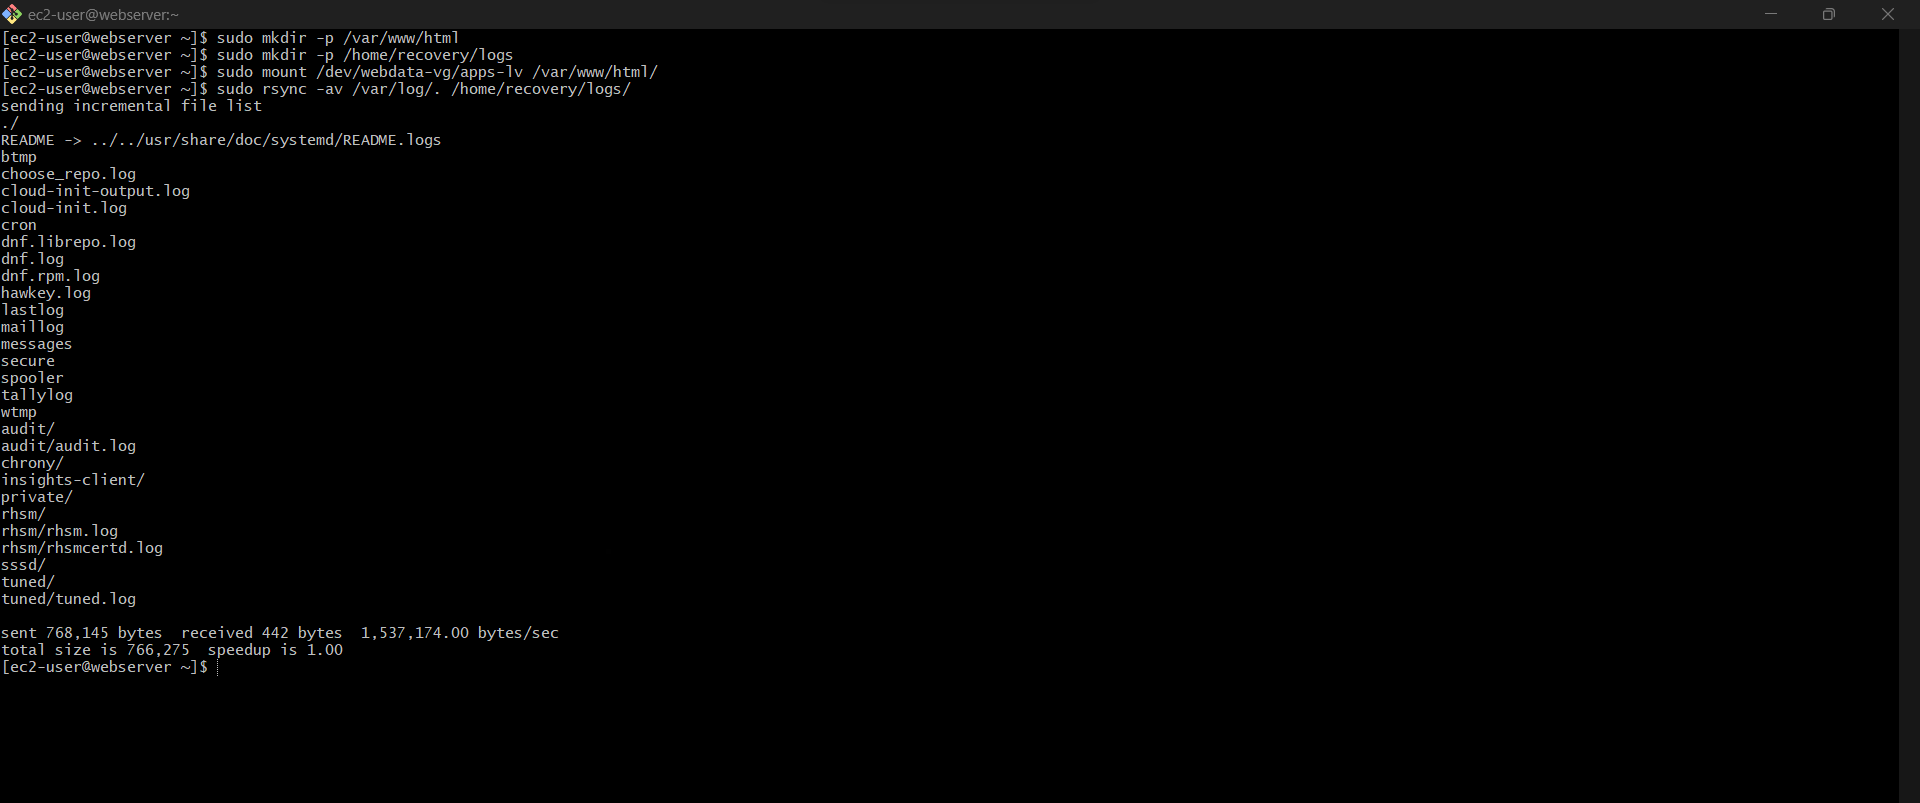 ec2-user@webserver:~
[ec2-user@webserver ~]$ sudo mkdir -p /var/www/html
[ec2-user@webserver ~]$ sudo mkdir -p /home/recovery/logs
[ec2-user@webserver ~]$ sudo mount /dev/webdata-vg/apps-lv /var/www/html/
[ec2-user@webserver ~]$ sudo rsync -av /var/log/. /home/recovery/logs/
sending incremental file list
./
README -> ../../usr/share/doc/systemd/README.logs
btmp
choose_repo.log
cloud-init-output.log
cloud-init.log
cron
dnf.librepo.log
dnf.log
dnf.rpm.log
hawkey.log
lastlog
maillog
messages
secure
spooler
tallylog
wtmp
audit/
audit/audit.log
chrony/
insights-client/
private/
rhsm/
rhsm/rhsm.log
rhsm/rhsmcertd.log
sssd/
tuned/
tuned/tuned.log
sent 768,145 bytes  received 442 bytes  1,537,174.00 bytes/sec
total size is 766,275  speedup is 1.00
[ec2-user@webserver ~]$